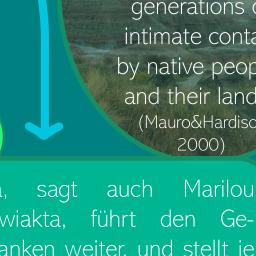 generations
intimate conta
by native peop
and their land
(Mauro&Hardiso
2000)
, sagt auch Marilou
wiakta, führt den Ge-
anken weiter, und stellt je